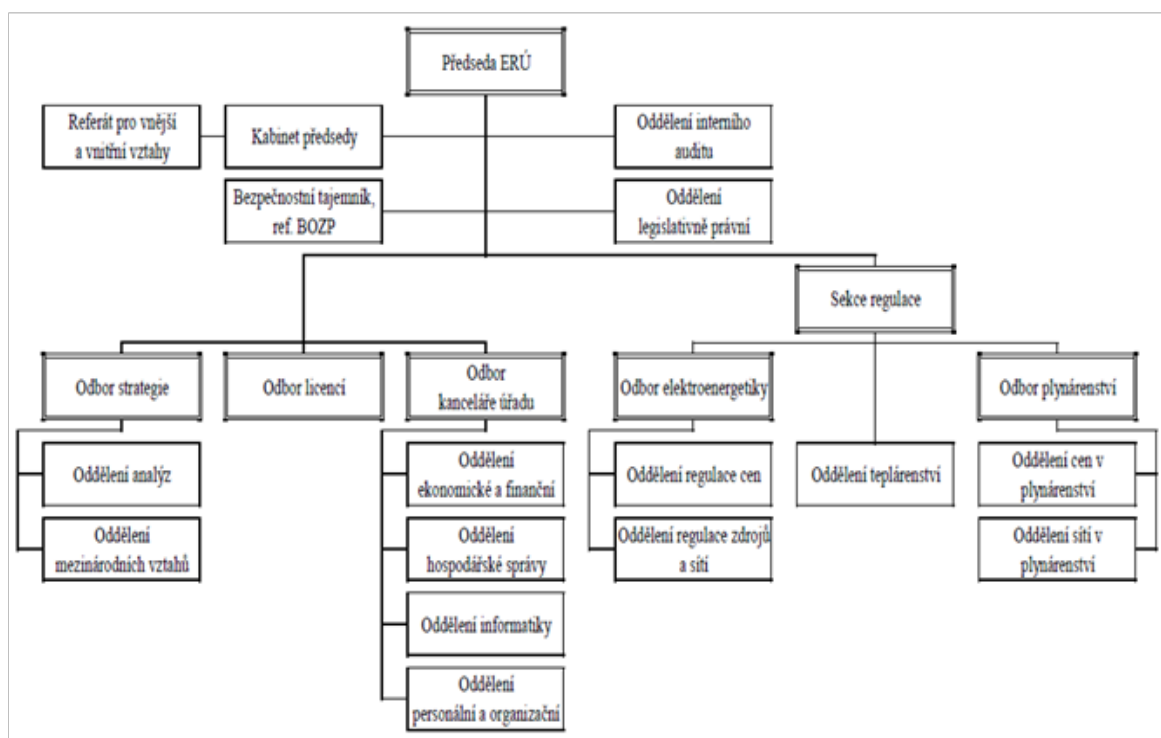 Předseda ERÚ
Referát pro vnější
a vnitřní vztahy
Kabinet předsedy
Oddělení interního
auditu
Bezpečnostní tajemník,
ref. BOZP
Oddělení
legislativně právní
Sekce regulace
Odbor strategie
Odbor licencí
Odbor
kanceláře úřadu
Odbor elektroenergetiky
Odbor plynárenství
Oddělení analýz
Oddělení
ekonomické a finanční
Oddělení regulace cen
Oddělení teplárenství
Oddělení cen v
plynárenství
Oddělení
mezinárodních vztahů
Oddělení
hospodářské správy
Oddělení regulace zdrojů
a sítí
Oddělení sítí v
plynárenství
Oddělení informatiky
Oddělení
personální a organizační